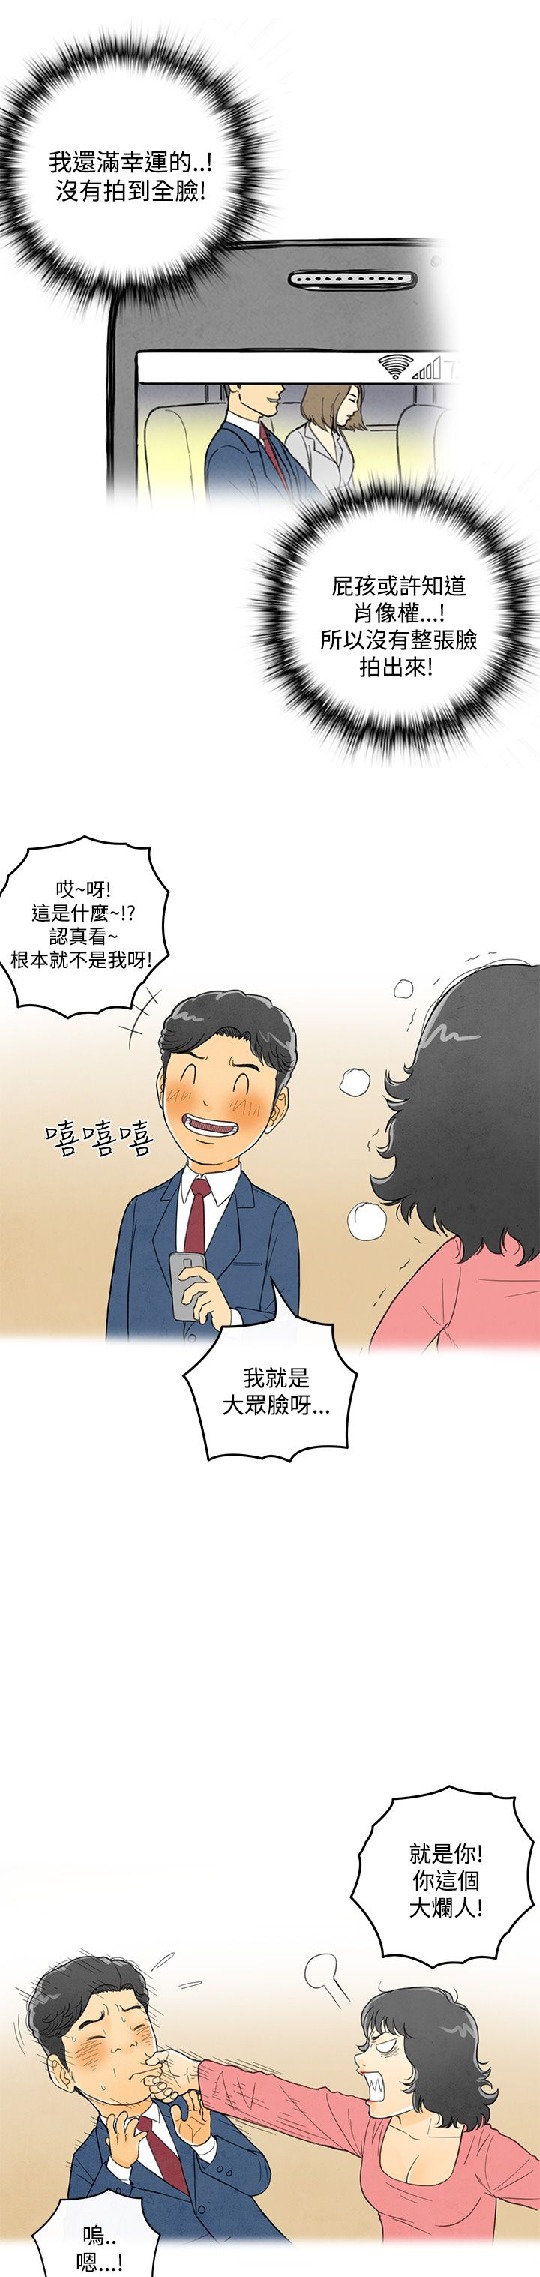 我還滿幸運的..!
沒有拍到全臉!
屁孩或許知道
肖像權...!
所以沒有整張臉
拍出來!
哎~呀!
這是什麼~!?
認真看~
根本就不是我呀!
嘻嘻嘻
我就是
大眾臉呀...
就是你!
你這個
大爛人!
嗚..
嗯...!